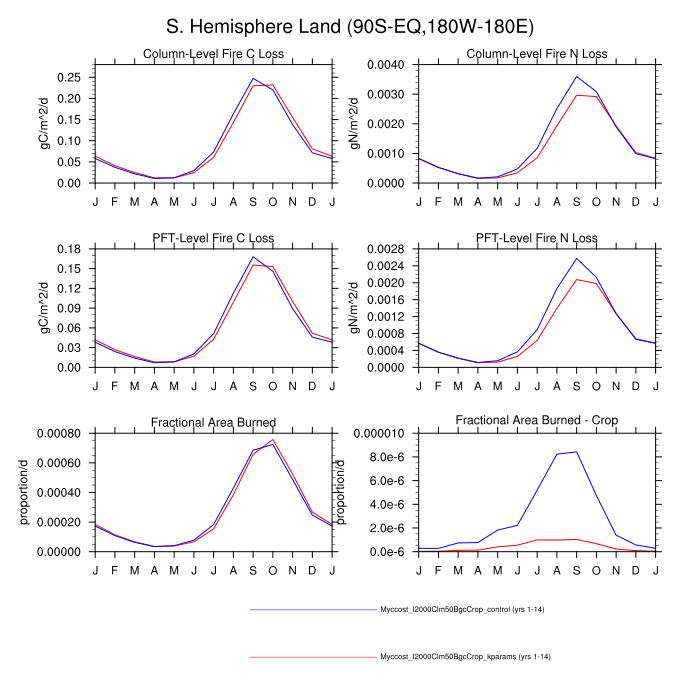 S. Hemisphere Land (90S-EQ,180W-180E)
Column-Level Fire C Loss
gC/m^2/d
0.25
0.20
0.15
0.10
0.05
0.00
J F M A M J J A S O N D J
Column-Level Fire N Loss
gN/m^2/d
0.0040
0.0030
0.0020
0.0010
0.0000
J F M A M J J A S O N D J
PFT-Level Fire C Loss
gC/m^2/d
0.18
0.15
0.12
0.09
0.06
0.03
0.00
J F M A M J J A S O N D J
PFT-Level Fire N Loss
gN/m^2/d
0.0028
0.0024
0.0020
0.0016
0.0012
0.0008
0.0004
0.0000
J F M A M J J A S O N D J
Fractional Area Burned
proportion/d
0.00080
0.00060
0.00040
0.00020
0.00000
J F M A M J J A S O N D J
Fractional Area Burned - Crop
proportion/d
0.000010
8.0e-6
6.0e-6
4.0e-6
2.0e-6
0.0e-6
J F M A M J J A S O N D J
Myccost_I2000Clm50BgcCrop_control (yrs 1-14)
Myccost_I2000Clm50BgcCrop_kparams (yrs 1-14)